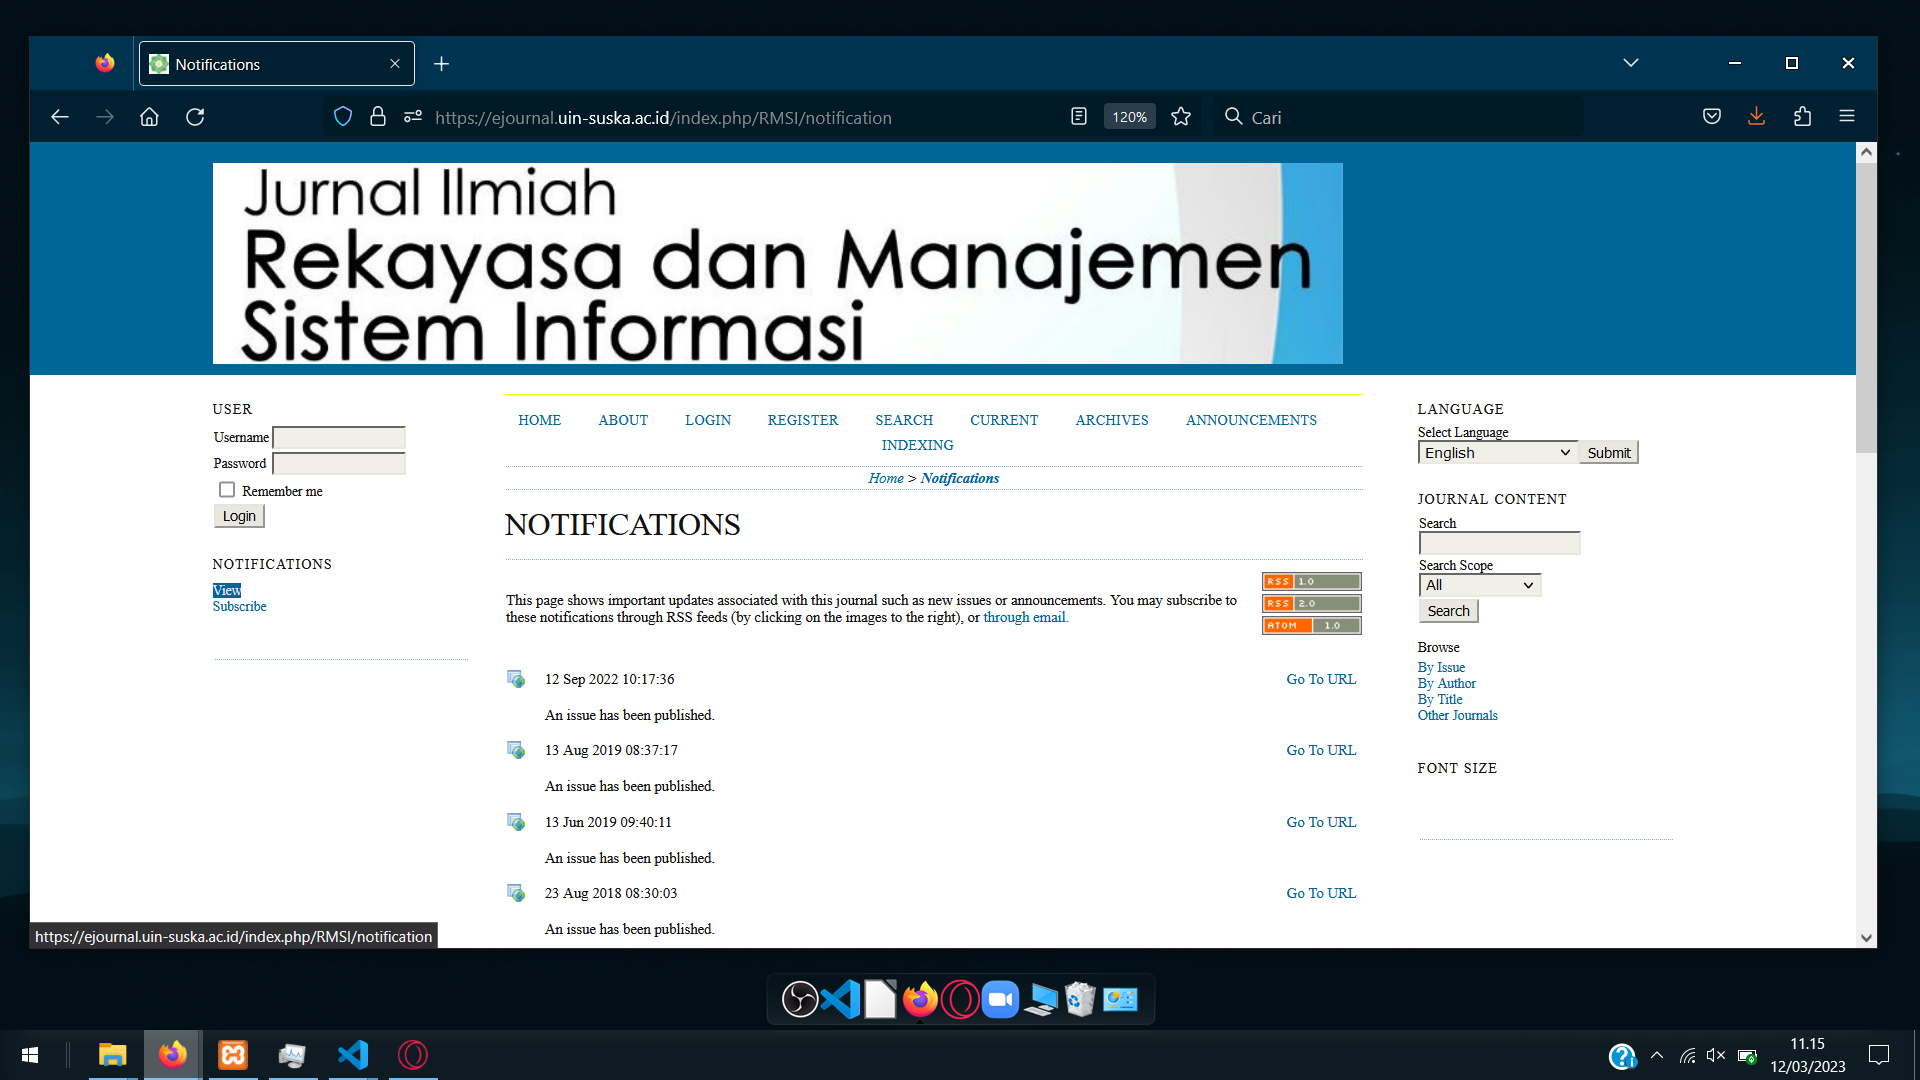 Notifications
https://ejournal.uin-suska.ac.id/index.php/RMSI/notification
120%
Cari
Jurnal Ilmiah
Rekayasa dan Manajemen
Sistem Informasi
USER
Username
Password
Remember me
Login
NOTIFICATIONS
View
Subscribe
HOME ABOUT LOGIN REGISTER SEARCH CURRENT ARCHIVES ANNOUNCEMENTS
INDEXING
Home > Notifications
NOTIFICATIONS
This page shows important updates associated with this journal such as new issues or announcements. You may subscribe to
these notifications through RSS feeds (by clicking on the images to the right), or through email.
RSS 1.0
RSS 2.0
ATOM 1.0
12 Sep 2022 10:17:36 Go To URL
An issue has been published.
13 Aug 2019 08:37:17 Go To URL
An issue has been published.
13 Jun 2019 09:40:11 Go To URL
An issue has been published.
23 Aug 2018 08:30:03 Go To URL
An issue has been published.
LANGUAGE
Select Language
English Submit
JOURNAL CONTENT
Search
Search Scope
All
Search
Browse
By Issue
By Author
By Title
Other Journals
FONT SIZE
https://ejournal.uin-suska.ac.id/index.php/RMSI/notification
11.15
12/03/2023